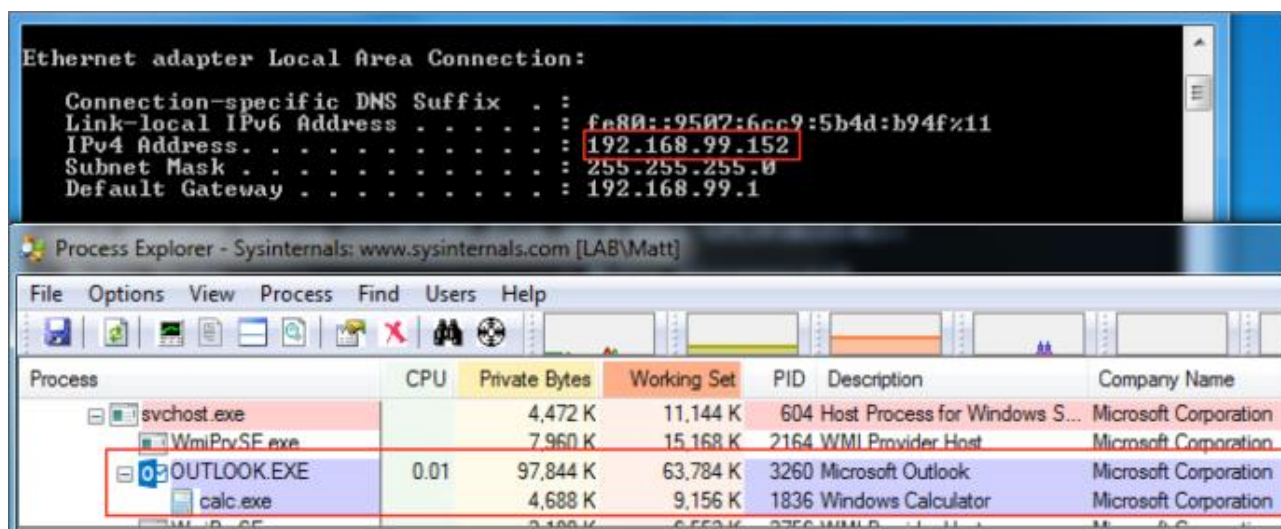 Ethernet adapter Local Area Connection:
Connection-specific DNS Suffix . :
Link-local IPv6 Address . . . . . : fe80::9507:6cc9:5b4d:b94f%11
IPv4 Address. . . . . . . . . . . : 192.168.99.152
Subnet Mask . . . . . . . . . . . : 255.255.255.0
Default Gateway . . . . . . . . . : 192.168.99.1
Process Explorer - Sysinternals: www.sysinternals.com [LAB\Matt]
File Options View Process Find Users Help
Process CPU Private Bytes Working Set PID Description Company Name
svchost.exe 4,472 K 11,144 K 604 Host Process for Windows S... Microsoft Corporation
WmiPrvSE.exe 7,960 K 15,168 K 2164 WMI Provider Host Microsoft Corporation
OUTLOOK.EXE 0.01 97,844 K 63,784 K 3260 Microsoft Outlook Microsoft Corporation
calc.exe 4,688 K 9,156 K 1836 Windows Calculator Microsoft Corporation